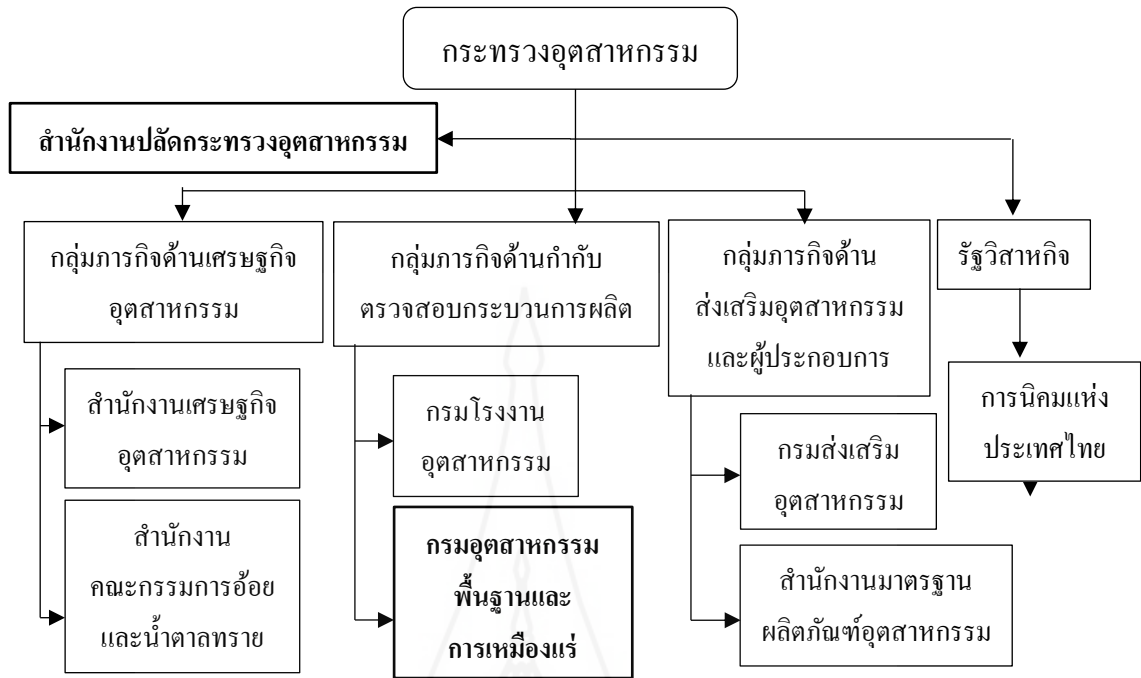 กระทรวงอุตสาหกรรม
สำนักงานปลัดกระทรวงอุตสาหกรรม
กลุ่มภารกิจด้านเศรษฐกิจ
อุตสาหกรรม
กลุ่มภารกิจด้านกำกับ
ตรวจสอบกระบวนการผลิต
กลุ่มภารกิจด้าน
ส่งเสริมอุตสาหกรรม
และผู้ประกอบการ
รัฐวิสาหกิจ
สำนักงานเศรษฐกิจ
อุตสาหกรรม
กรมโรงงาน
อุตสาหกรรม
กรมส่งเสริม
อุตสาหกรรม
การนิคมแห่ง
ประเทศไทย
สำนักงาน
คณะกรรมการอ้อย
และน้ำตาลทราย
กรมอุตสาหกรรม
พื้นฐานและ
การเหมืองแร่
สำนักงานมาตรฐาน
ผลิตภัณฑ์อุตสาหกรรม